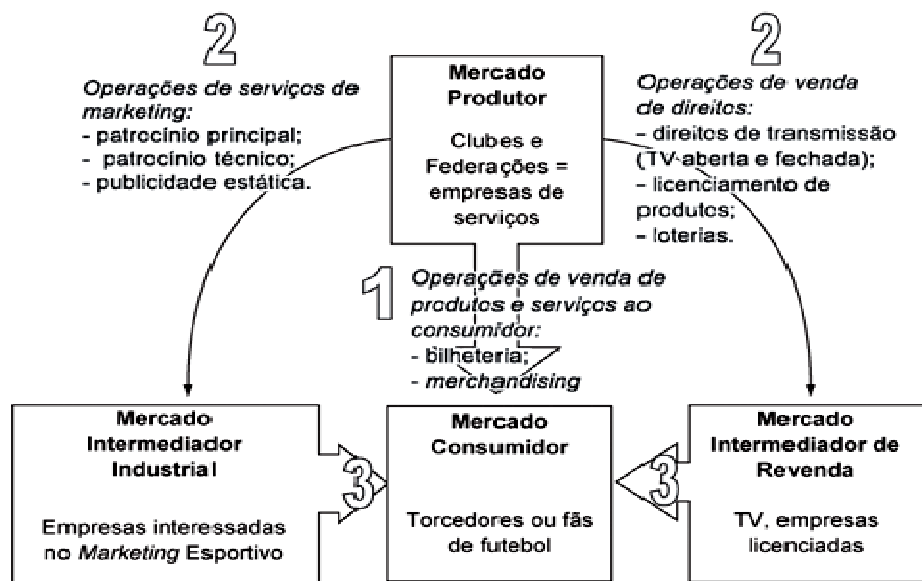 2
Operações de serviços de
marketing:
- patrocínio principal;
- patrocínio técnico;
- publicidade estática.
Mercado
Produtor
Clubes e
Federações =
empresas de
serviços
2
Operações de venda
de direitos:
- direitos de transmissão
(TV aberta e fechada);
- licenciamento de
produtos;
- loterias.
1
Operações de venda de
produtos e serviços ao
consumidor:
- bilheteria;
- merchandising
Mercado
Intermediador
Industrial
Empresas interessadas
no Marketing Esportivo
3
Mercado
Consumidor
Torcedores ou fãs
de futebol
3
Mercado
Intermediador de
Revenda
TV, empresas
licenciadas